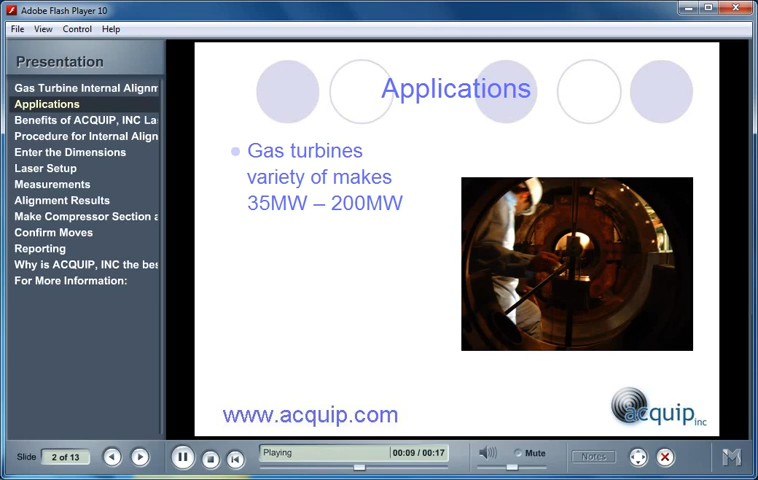 Adobe Flash Player 10
File View Control Help
Presentation
Gas Turbine Internal Alignm
Applications
Benefits of ACQUIP, INC La
Procedure for Internal Align
Enter the Dimensions
Laser Setup
Measurements
Alignment Results
Make Compressor Section a
Confirm Moves
Reporting
Why is ACQUIP, INC the bes
For More Information:
Applications
Gas turbines
variety of makes
35MW – 200MW
www.acquip.com
acquip inc
Slide 2 of 13
Playing 00:09 / 00:17
Mute
Notes